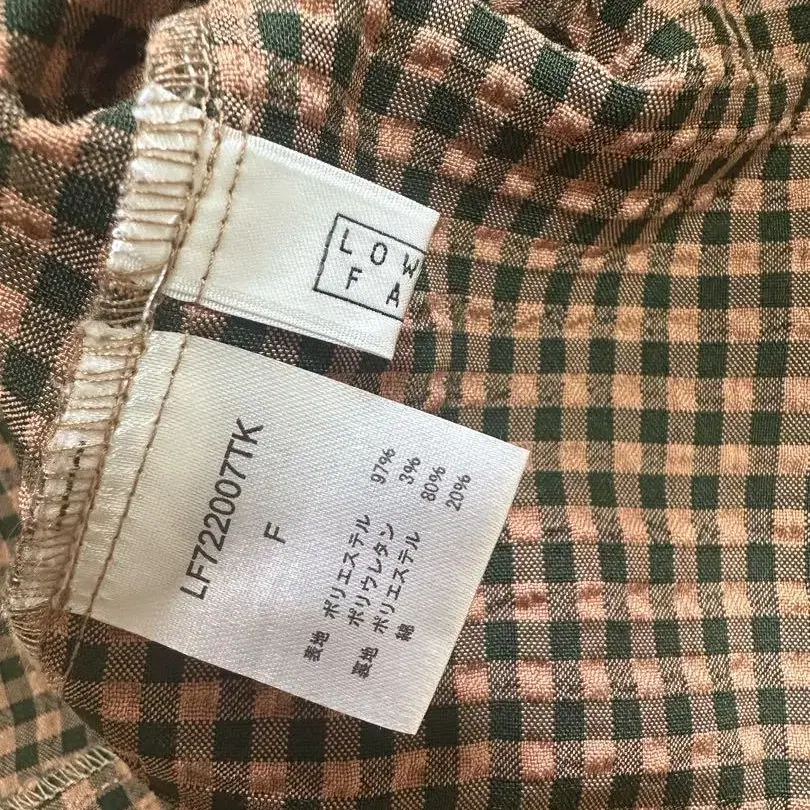 LOW
FA
LF722007TK
F
表地 ポリエステル 97%
ポリウレタン 3%
裏地 ポリエステル 80%
綿 20%